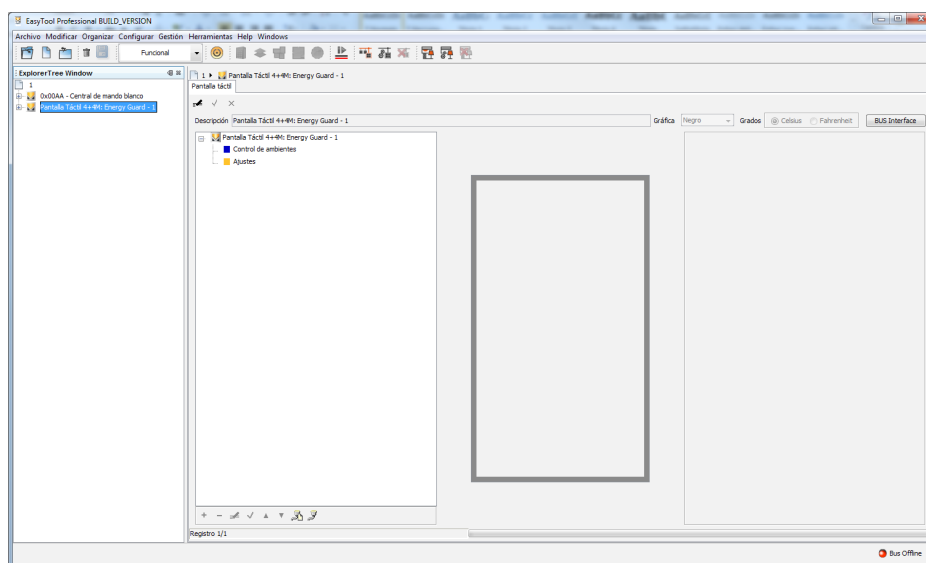 EasyTool Professional BUILD_VERSION
Archivo Modificar Organizar Configurar Gestión Herramientas Help Windows
Funcional
ExplorerTree Window
1
0x00AA - Central de mando blanco
Pantalla Táctil 4+4M: Energy Guard - 1
1 Pantalla Táctil 4+4M: Energy Guard - 1
Pantalla táctil
Descripción Pantalla Táctil 4+4M: Energy Guard - 1 Gráfica Negro Grados Celsius Fahrenheit BUS Interface
Pantalla Táctil 4+4M: Energy Guard - 1
Control de ambientes
Ajustes
Registro 1/1
Bus Offline